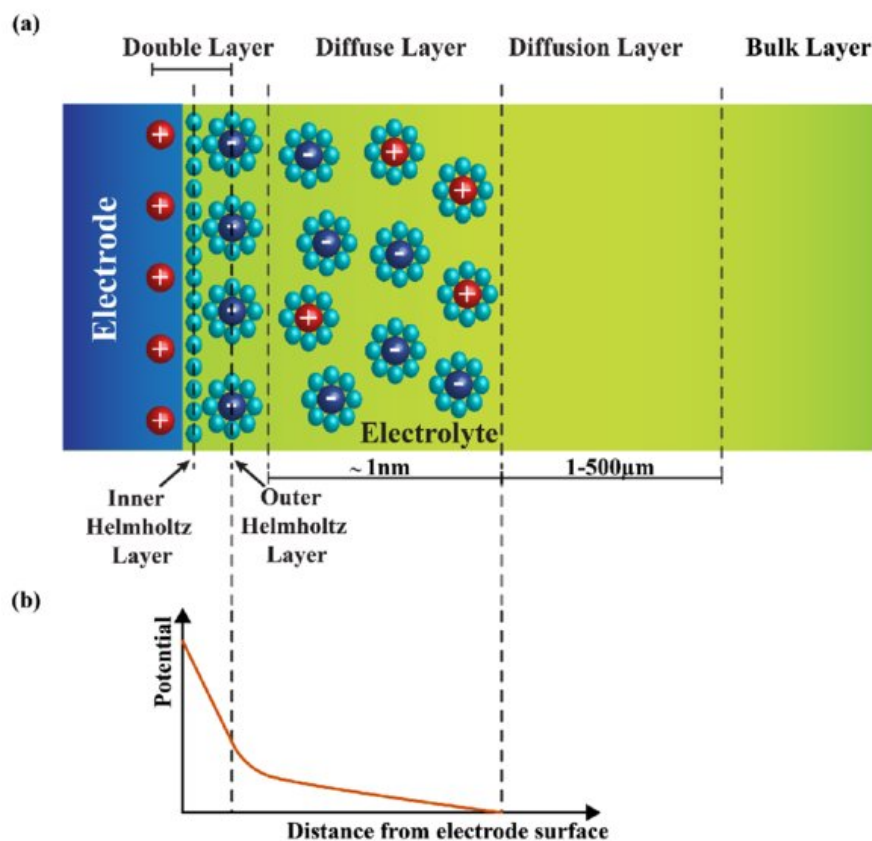 (a)
Double Layer Diffuse Layer Diffusion Layer Bulk Layer
Electrode
+
+
+
+
+
-
-
-
-
-
+
+
-
-
+
+
-
-
-
Electrolyte
~ 1nm 1-500μm
Inner
Helmholtz
Layer
Outer
Helmholtz
Layer
(b)
Potential
Distance from electrode surface